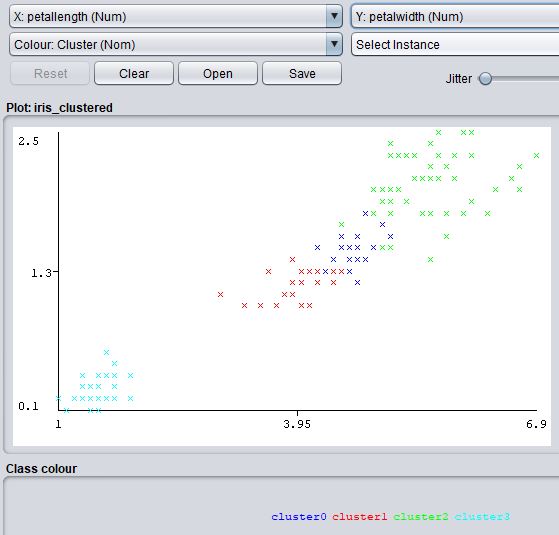 X: petallength (Num) Y: petalwidth (Num)
Colour: Cluster (Nom) Select Instance
Reset Clear Open Save Jitter
Plot: iris_clustered
2.5
1.3
0.1
1 3.95 6.9
Class colour
cluster0 cluster1 cluster2 cluster3